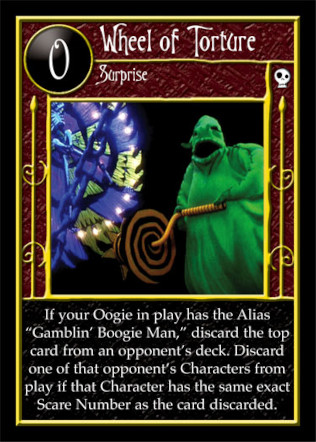 0
Wheel of Torture
Surprise
If your Oogie in play has the Alias
“Gamblin’ Boogie Man,” discard the top
card from an opponent’s deck. Discard
one of that opponent’s Characters from
play if that Character has the same exact
Scare Number as the card discarded.